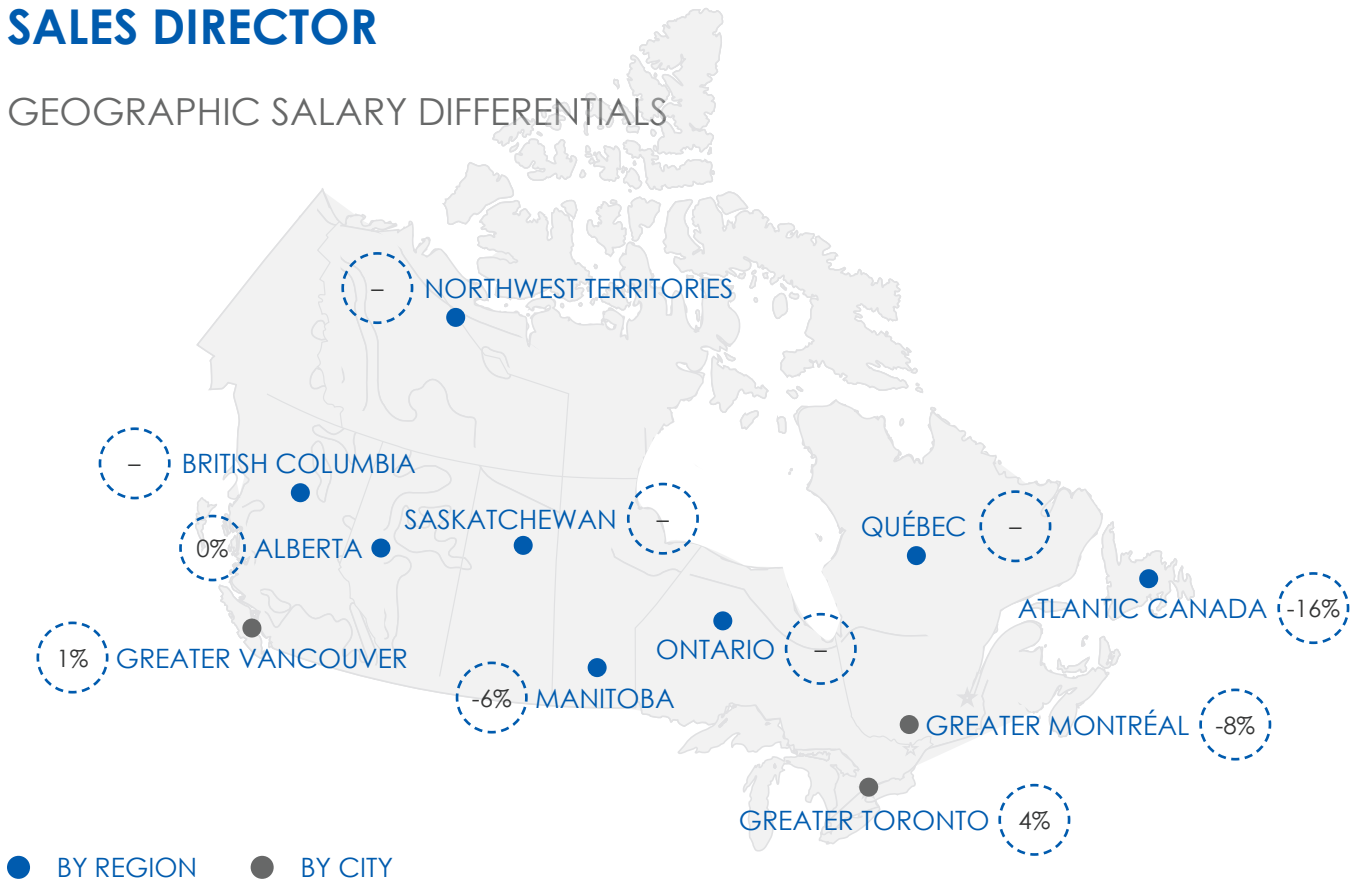 SALES DIRECTOR
GEOGRAPHIC SALARY DIFFERENTIALS
– NORTHWEST TERRITORIES
– BRITISH COLUMBIA
SASKATCHEWAN –
QUÉBEC –
0% ALBERTA
ATLANTIC CANADA -16%
ONTARIO –
1% GREATER VANCOUVER
-6% MANITOBA
GREATER MONTRÉAL -8%
GREATER TORONTO 4%
BY REGION
BY CITY